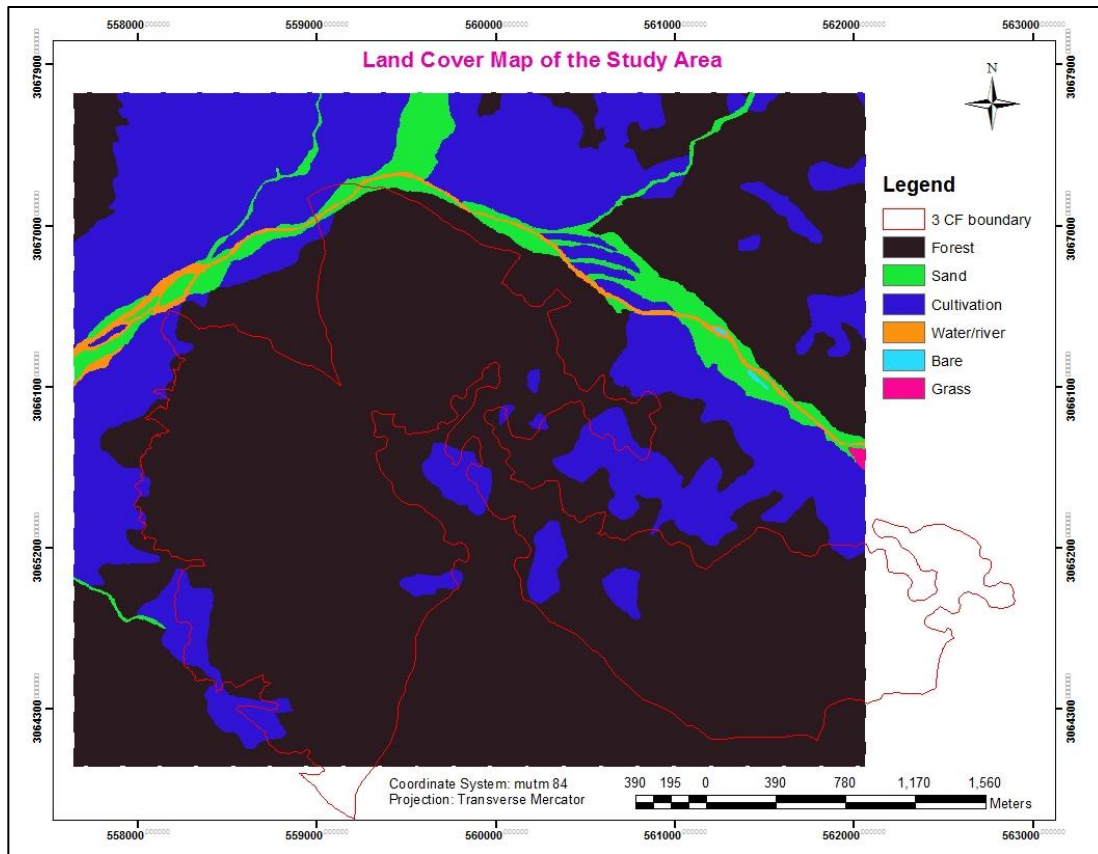 558000 559000 560000 561000 562000 563000
Land Cover Map of the Study Area
N
3067900 3067900
3067000 3067000
3066100 3066100
3065200 3065200
3064300 3064300
Legend
3 CF boundary
Forest
Sand
Cultivation
Water/river
Bare
Grass
Coordinate System: mutm 84
Projection: Transverse Mercator
390 195 0 390 780 1,170 1,560
Meters
558000 559000 560000 561000 562000 563000